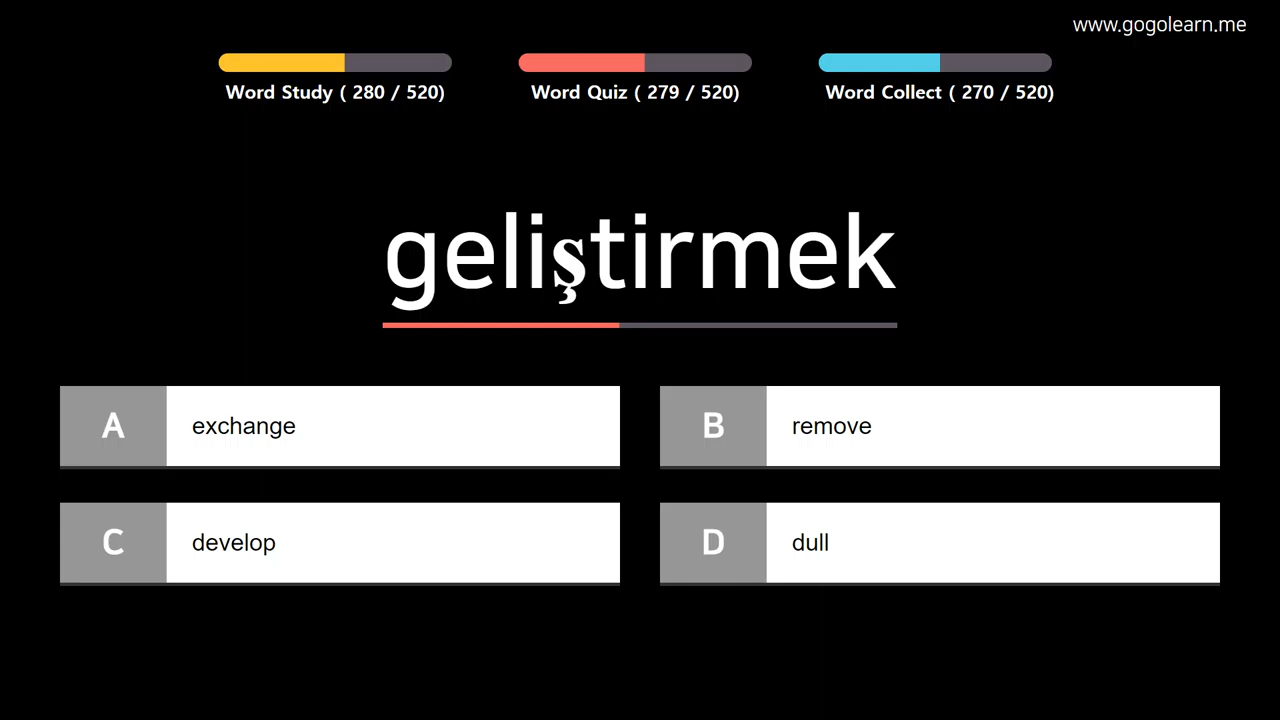 www.gogolearn.me
Word Study ( 280 / 520)
Word Quiz ( 279 / 520)
Word Collect ( 270 / 520)
geliştirmek
A exchange
B remove
C develop
D dull